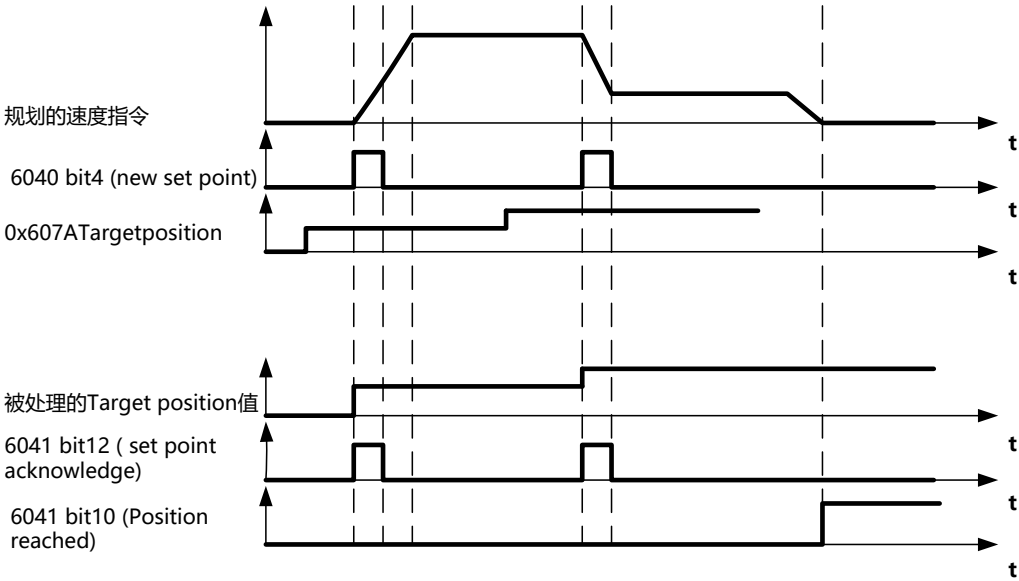 规划的速度指令
t
6040 bit4 (new set point)
t
0x607ATargetposition
t
被处理的Target position值
t
6041 bit12 ( set point
acknowledge)
t
6041 bit10 (Position
reached)
t